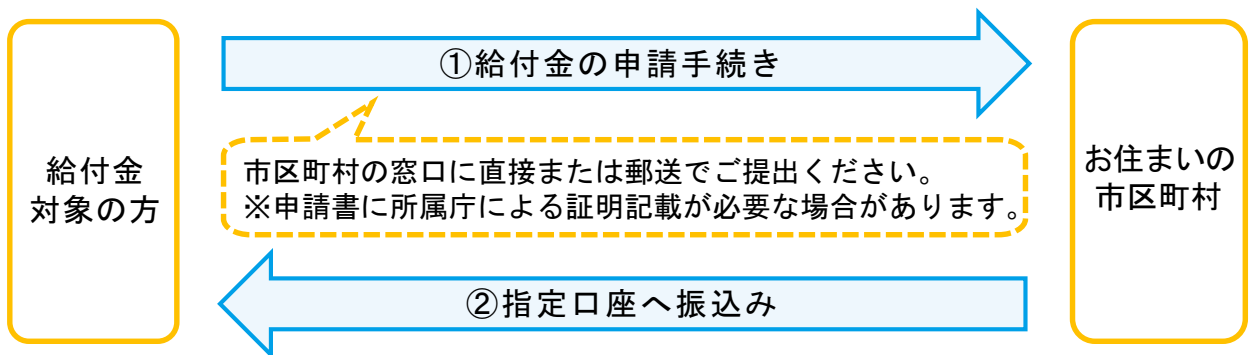 給付金
対象の方
①給付金の申請手続き
市区町村の窓口に直接または郵送でご提出ください。
※申請書に所属庁による証明記載が必要な場合があります。
②指定口座へ振込み
お住まいの
市区町村